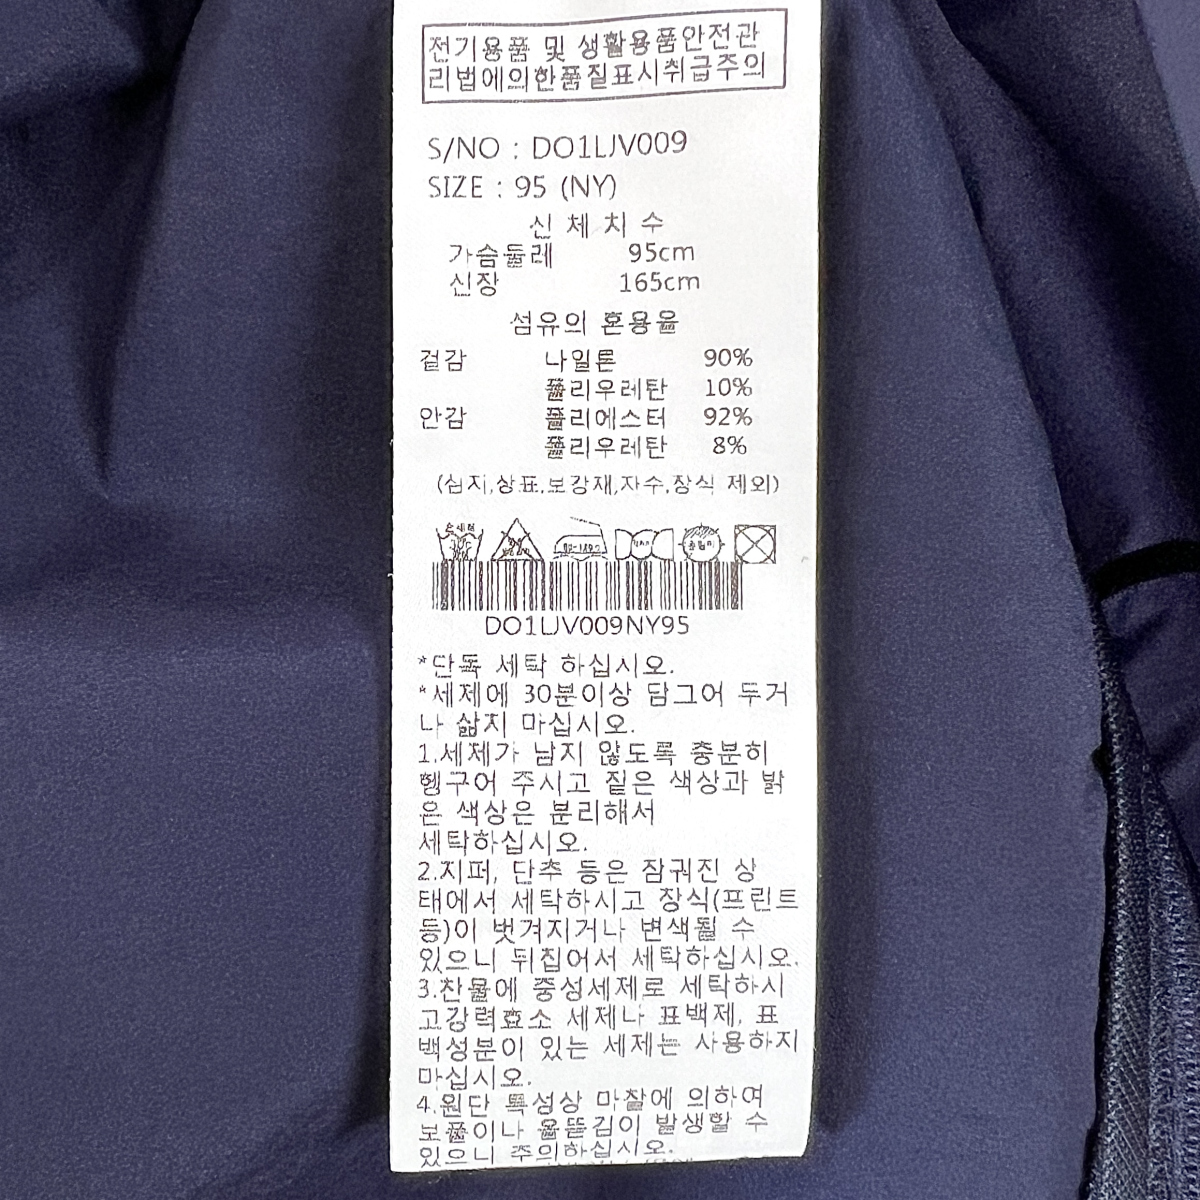 전기용품 및 생활용품안전관
리법에의한품질표시취급주의
S/NO : DO1LJV009
SIZE : 95 (NY)
신 체 치 수
가슴둘레 95cm
신장 165cm
섬유의 혼용율
겉감 나일론 90%
폴리우레탄 10%
안감 폴리에스터 92%
폴리우레탄 8%
(심지,상표,보강재,자수,장식 제외)
손세탁
DO1LJV009NY95
*단독 세탁 하십시오.
*세제에 30분이상 담그어 두거
나 삶지 마십시오.
1.세제가 남지 않도록 충분히
헹구어 주시고 짙은 색상과 밝
은 색상은 분리해서
세탁하십시오.
2.지퍼, 단추 등은 잠궈진 상
태에서 세탁하시고 장식(프린트
등)이 벗겨지거나 변색될 수
있으니 뒤집어서 세탁하십시오.
3.찬물에 중성세제로 세탁하시
고강력효소 세제나 표백제, 표
백성분이 있는 세제는 사용하지
마십시오.
4.원단 특성상 마찰에 의하여
보풀이나 올뜯김이 발생할 수
있으니 주의하십시오.